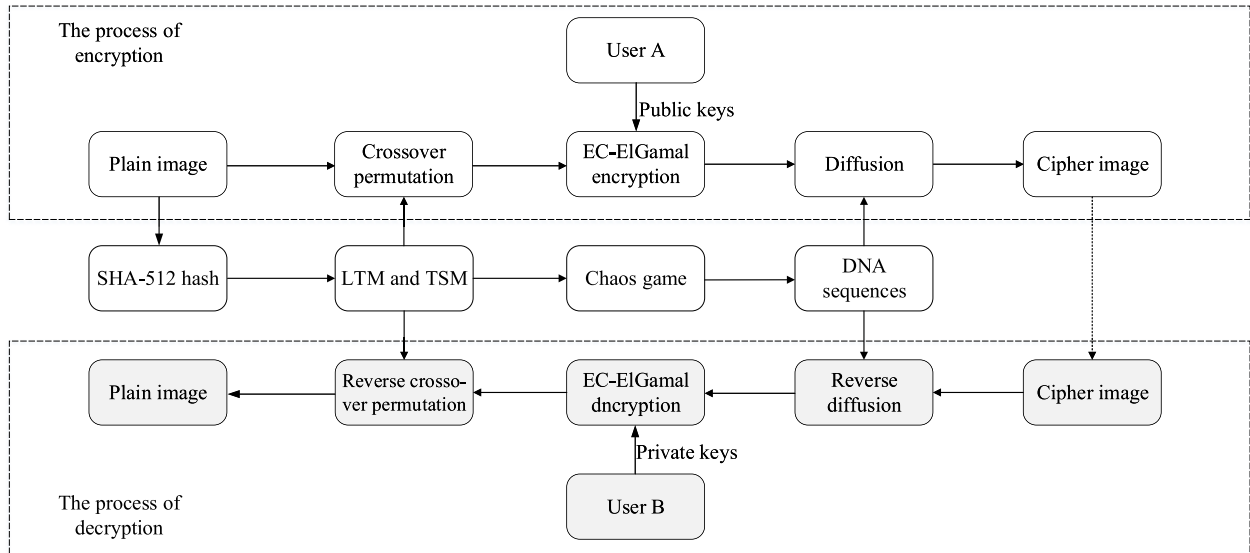 The process of
encryption
User A
Public keys
Plain image
Crossover
permutation
EC-ElGamal
encryption
Diffusion
Cipher image
SHA-512 hash
LTM and TSM
Chaos game
DNA
sequences
Plain image
Reverse crosso-
ver permutation
EC-ElGamal
dncryption
Reverse
diffusion
Cipher image
Private keys
User B
The process of
decryption